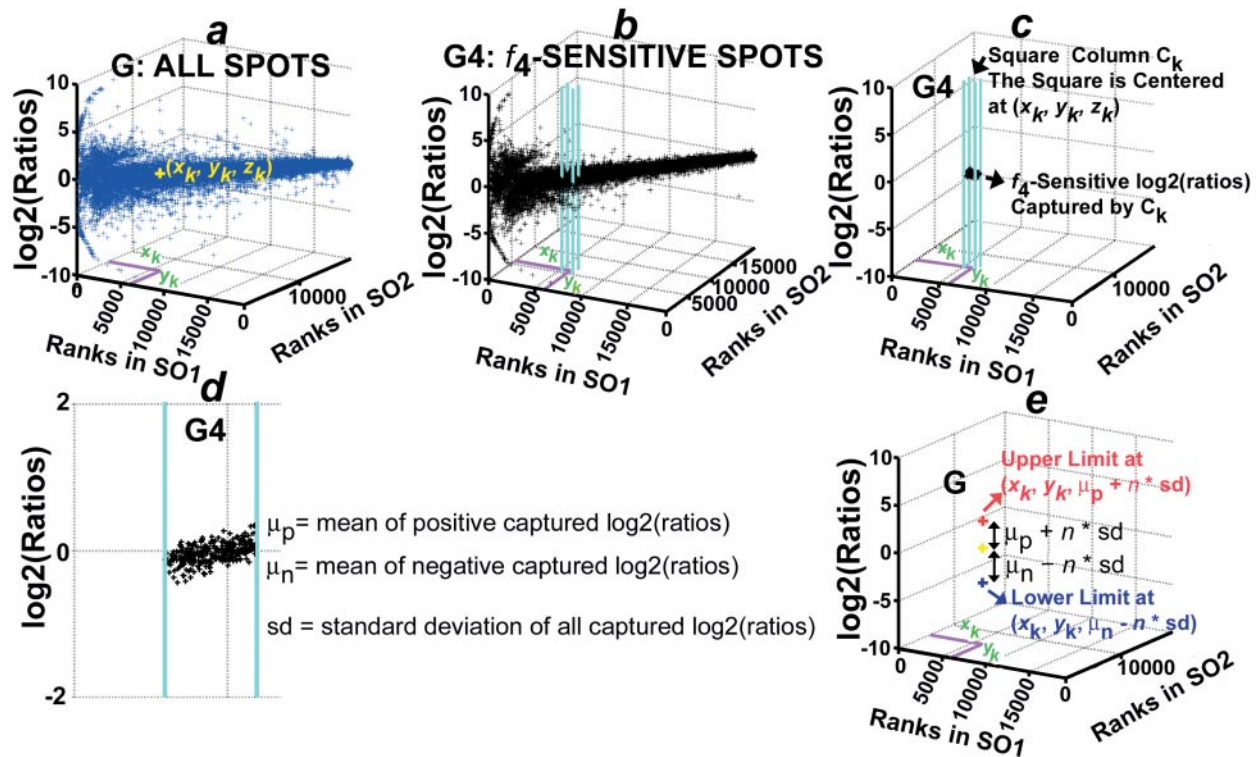 a
G: ALL SPOTS
10
5
0
-5
-10
log2(Ratios)
+(xk, yk, zk)
xk
yk
0
5000
10000
15000
0
10000
Ranks in SO1
Ranks in SO2
b
G4: f4-SENSITIVE SPOTS
10
5
0
-5
-10
log2(Ratios)
xk
yk
0
5000
10000
15000
0
5000
10000
15000
Ranks in SO1
Ranks in SO2
c
G4
Square Column Ck
The Square is Centered
at (xk, yk, zk)
f4-Sensitive log2(ratios)
Captured by Ck
10
5
0
-5
-10
log2(Ratios)
xk
yk
0
5000
10000
15000
0
10000
Ranks in SO1
Ranks in SO2
d
G4
2
0
-2
log2(Ratios)
μp= mean of positive captured log2(ratios)
μn= mean of negative captured log2(ratios)
sd = standard deviation of all captured log2(ratios)
e
G
Upper Limit at
(xk, yk, μp + n * sd)
μp + n * sd
μn – n * sd
Lower Limit at
(xk, yk, μn - n * sd)
10
5
0
-5
-10
log2(Ratios)
xk
yk
0
5000
10000
15000
0
10000
Ranks in SO1
Ranks in SO2